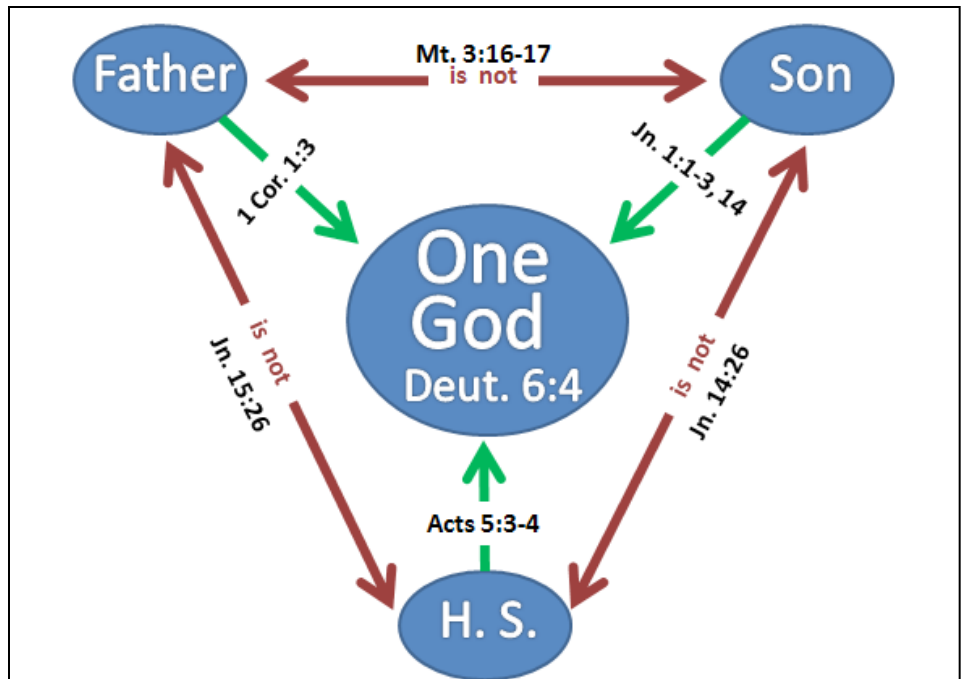 Father
Mt. 3:16-17
is not
Son
1 Cor. 1:3
Jn. 1:1-3, 14
One
God
Deut. 6:4
is not
Jn. 15:26
is not
Jn. 14:26
Acts 5:3-4
H. S.